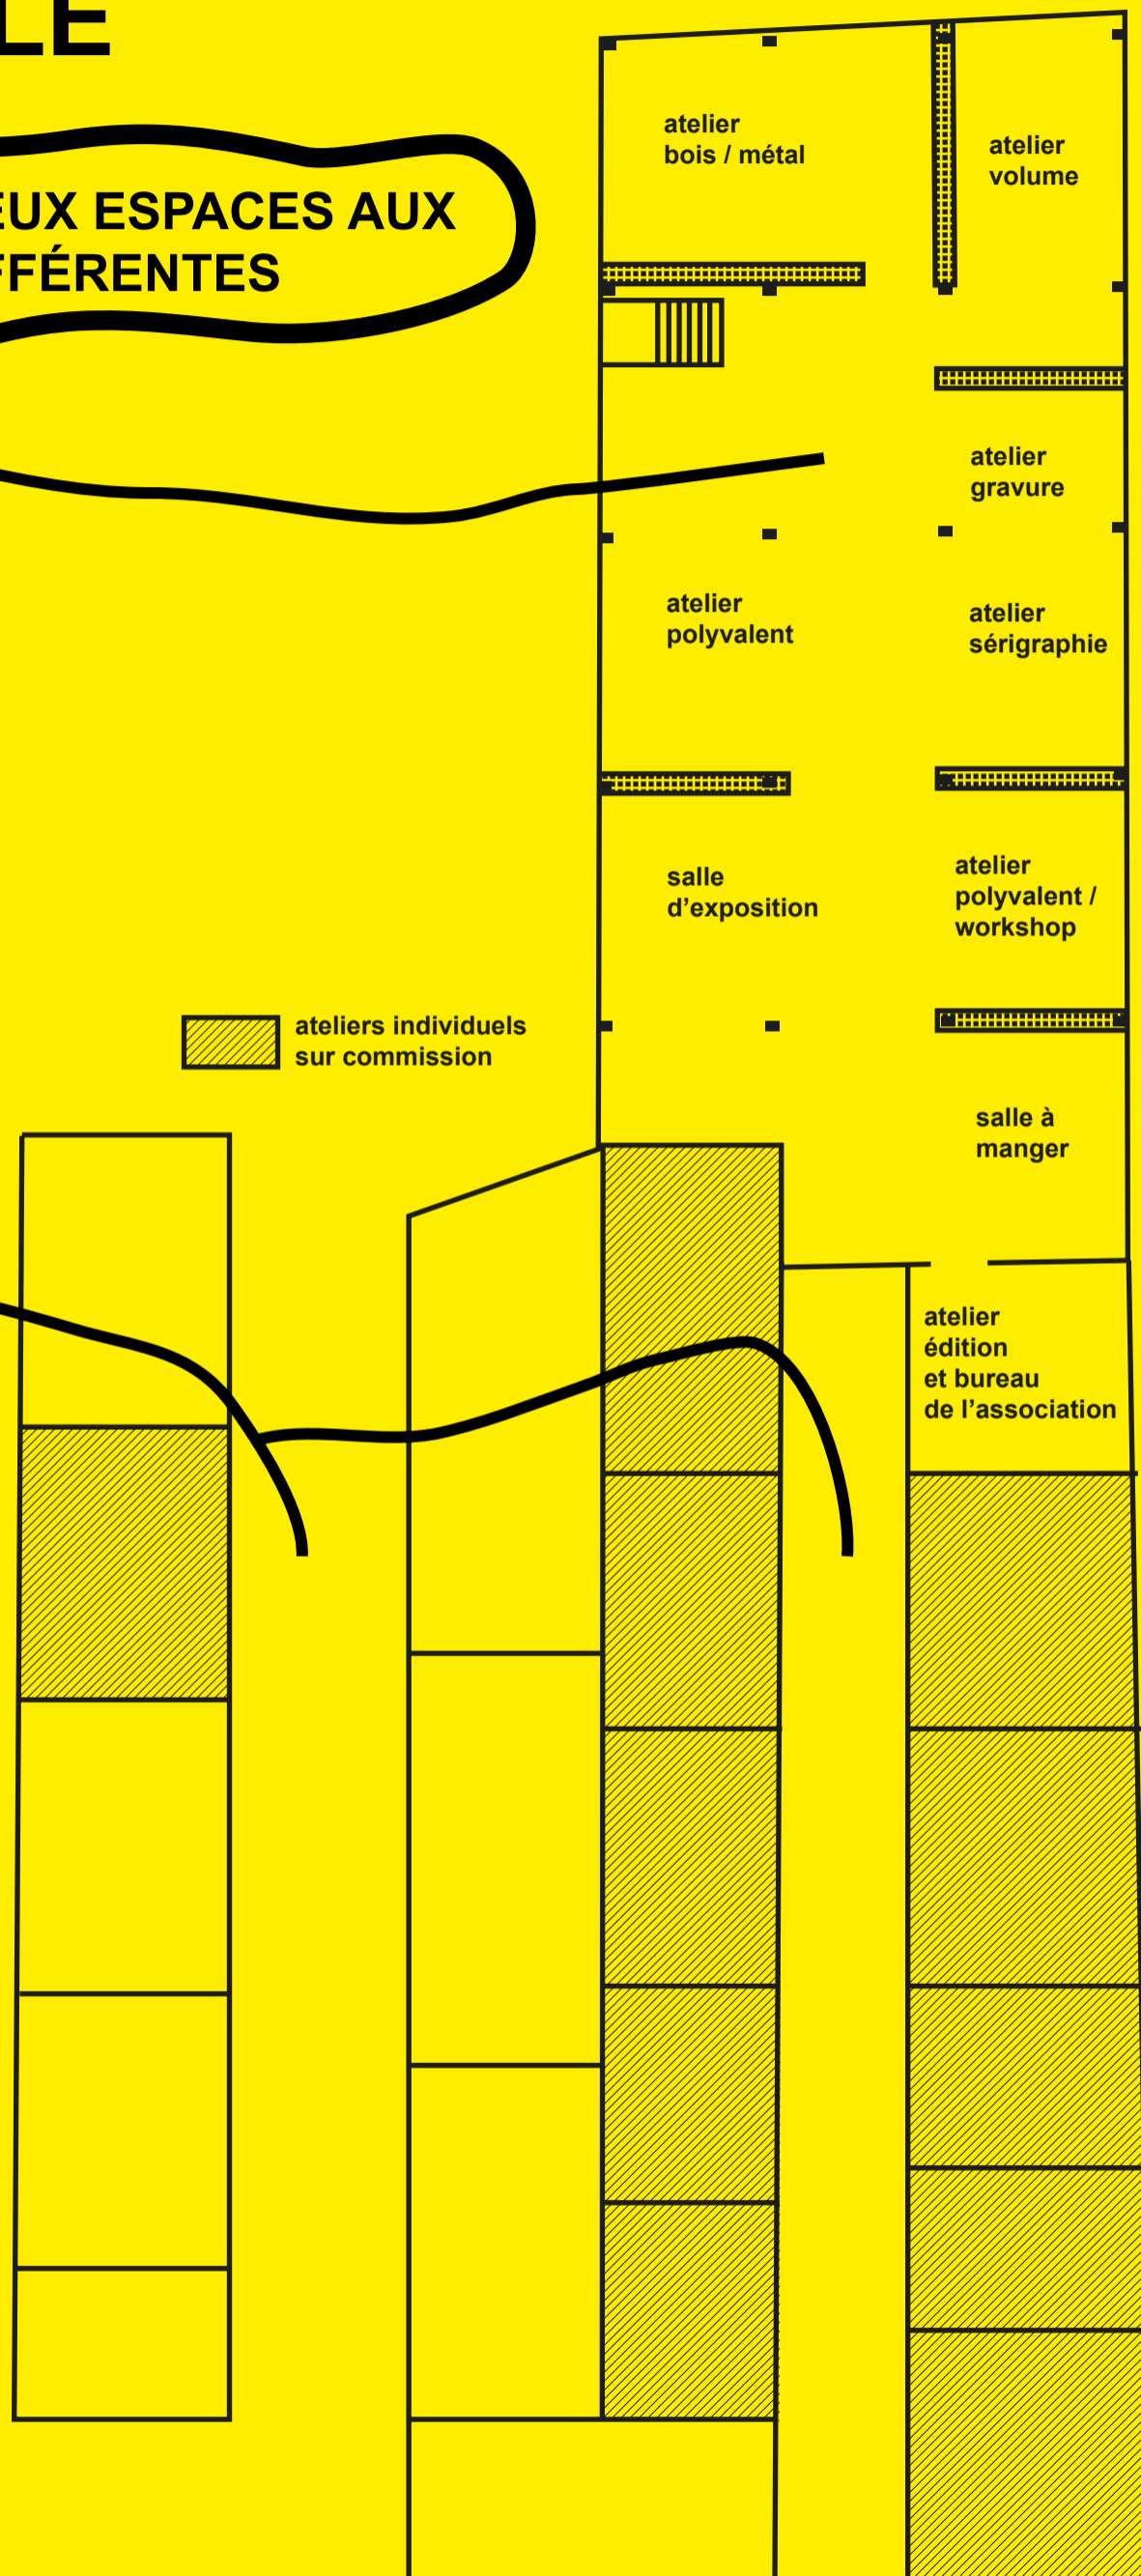 LE
EUX ESPACES AUX
FFÉRENTES
atelier
bois / métal
atelier
volume
atelier
gravure
atelier
polyvalent
atelier
sérigraphie
salle
d’exposition
atelier
polyvalent /
workshop
ateliers individuels
sur commission
salle à
manger
atelier
édition
et bureau
de l’association